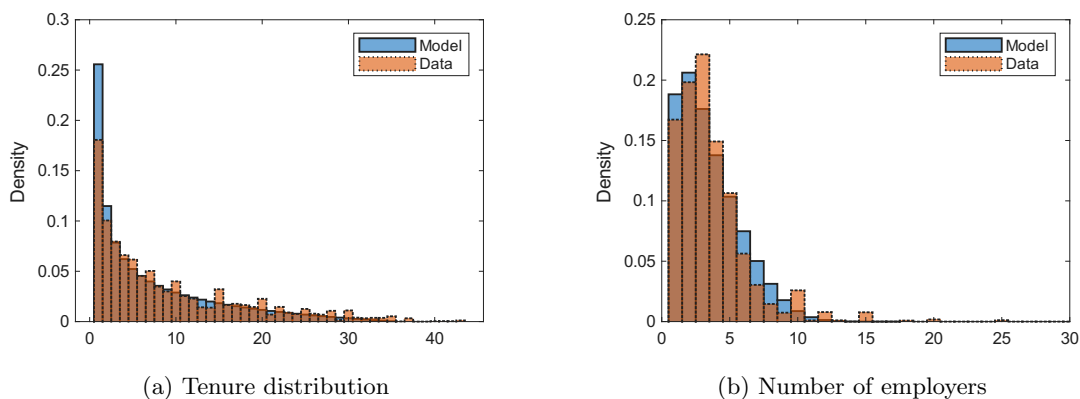 0.3
0.25
0.2
0.15
0.1
0.05
0
Density
Model
Data
0 10 20 30 40
(a) Tenure distribution
0.25
0.2
0.15
0.1
0.05
0
Density
Model
Data
0 5 10 15 20 25 30
(b) Number of employers